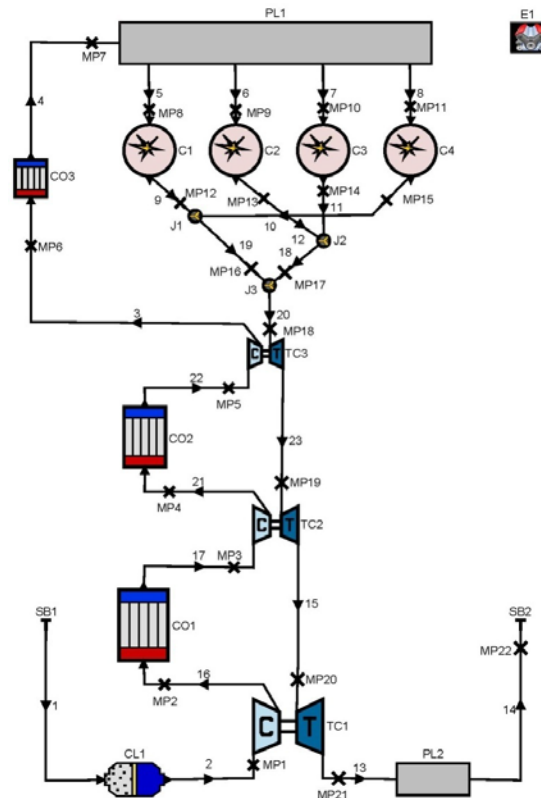 PL1
E1
MP7
4
5
6
7
8
MP8
MP9
MP10
MP11
C1
C2
C3
C4
CO3
MP12
MP13
MP14
MP15
9
10
11
J1
12
J2
MP6
19
18
MP16
MP17
J3
3
20
MP18
C T
TC3
22
MP5
CO2
23
21
MP4
MP19
C T
TC2
17
MP3
15
CO1
SB1
SB2
MP22
16
MP2
MP20
1
C T
TC1
14
CL1
2
MP1
13
PL2
MP21